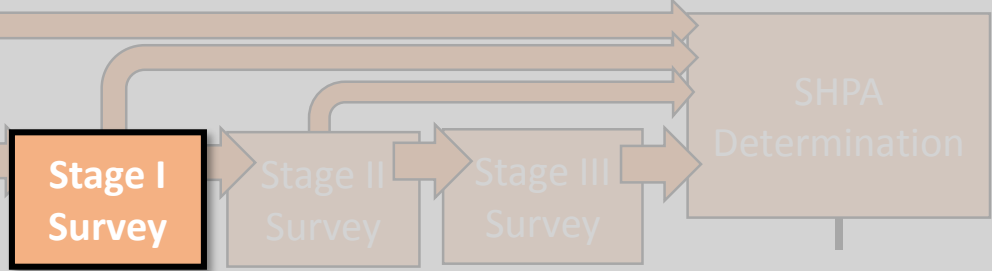 SHPA
Determination
Stage I
Survey
Stage II
Survey
Stage III
Survey